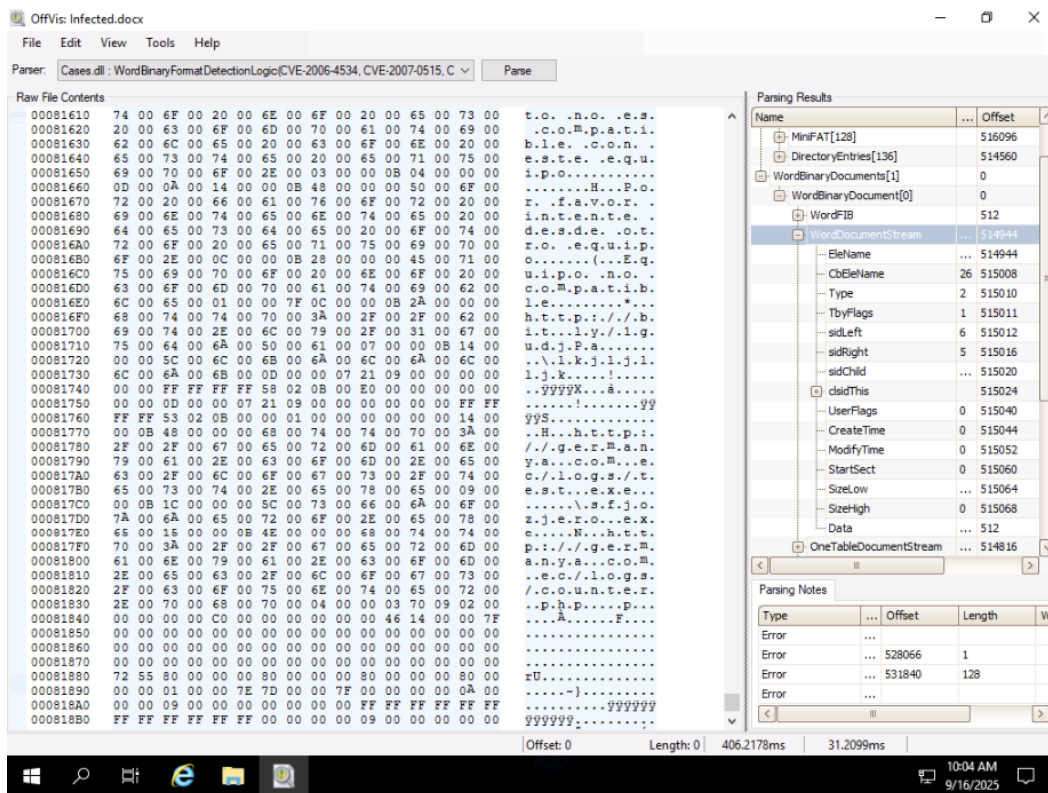 OffVis: Infected.docx
File Edit View Tools Help
Parser: Cases.dll : WordBinaryFormatDetectionLogic(CVE-2006-4534, CVE-2007-0515, C Parse
Raw File Contents
00081610 74 00 6F 00 20 00 6E 00 6F 00 20 00 65 00 73 00 t.o. .n.o. .e.s.
00081620 20 00 63 00 6F 00 6D 00 70 00 61 00 74 00 69 00 .c.o.m.p.a.t.i.
00081630 62 00 6C 00 65 00 20 00 63 00 6F 00 6E 00 20 00 b.l.e. .c.o.n. .
00081640 65 00 73 00 74 00 65 00 20 00 65 00 71 00 75 00 e.s.t.e. .e.q.u.
00081650 69 00 70 00 6F 00 2E 00 03 00 00 00 0B 04 00 00 i.p.o...........
00081660 0D 00 0A 00 14 00 00 0B 48 00 00 00 50 00 6F 00 ........H...P.o.
00081670 72 00 20 00 66 00 61 00 76 00 6F 00 72 00 20 00 r. .f.a.v.o.r. .
00081680 69 00 6E 00 74 00 65 00 6E 00 74 00 65 00 20 00 i.n.t.e.n.t.e. .
00081690 64 00 65 00 73 00 64 00 65 00 20 00 6F 00 74 00 d.e.s.d.e. .o.t.
000816A0 72 00 6F 00 20 00 65 00 71 00 75 00 69 00 70 00 r.o. .e.q.u.i.p.
000816B0 6F 00 2E 00 0C 00 00 0B 28 00 00 00 45 00 71 00 o.......(...E.q.
000816C0 75 00 69 00 70 00 6F 00 20 00 6E 00 6F 00 20 00 u.i.p.o. .n.o. .
000816D0 63 00 6F 00 6D 00 70 00 61 00 74 00 69 00 62 00 c.o.m.p.a.t.i.b.
000816E0 6C 00 65 00 01 00 00 7F 0C 00 00 0B 2A 00 00 00 l.e.........*...
000816F0 68 00 74 00 74 00 70 00 3A 00 2F 00 2F 00 62 00 h.t.t.p.:././.b.
00081700 69 00 74 00 2E 00 6C 00 79 00 2F 00 31 00 67 00 i.t...l.y./.1.g.
00081710 75 00 64 00 6A 00 50 00 61 00 07 00 00 0B 14 00 u.d.j.P.a.......
00081720 00 00 5C 00 6C 00 6B 00 6A 00 6C 00 6A 00 6C 00 ..\.l.k.j.l.j.l.
00081730 6C 00 6A 00 6B 00 0D 00 00 07 21 09 00 00 00 00 l.j.k.....!.....
00081740 00 00 FF FF FF FF 58 02 0B 00 E0 00 00 00 00 00 ..ÿÿÿÿX...à.....
00081750 00 00 0D 00 00 07 21 09 00 00 00 00 00 00 FF FF ......!.......ÿÿ
00081760 FF FF 53 02 0B 00 00 01 00 00 00 00 00 00 14 00 ÿÿS.............
00081770 00 0B 48 00 00 00 68 00 74 00 74 00 70 00 3A 00 ..H...h.t.t.p.:.
00081780 2F 00 2F 00 67 00 65 00 72 00 6D 00 61 00 6E 00 /./.g.e.r.m.a.n.
00081790 79 00 61 00 2E 00 63 00 6F 00 6D 00 2E 00 65 00 y.a...c.o.m...e.
000817A0 63 00 2F 00 6C 00 6F 00 67 00 73 00 2F 00 74 00 c./.l.o.g.s./.t.
000817B0 65 00 73 00 74 00 2E 00 65 00 78 00 65 00 09 00 e.s.t...e.x.e...
000817C0 00 0B 1C 00 00 00 5C 00 73 00 66 00 6A 00 6F 00 ......\.s.f.j.o.
000817D0 7A 00 6A 00 65 00 72 00 6F 00 2E 00 65 00 78 00 z.j.e.r.o...e.x.
000817E0 65 00 15 00 00 0B 4E 00 00 00 68 00 74 00 74 00 e.....N...h.t.t.
000817F0 70 00 3A 00 2F 00 2F 00 67 00 65 00 72 00 6D 00 p.:././.g.e.r.m.
00081800 61 00 6E 00 79 00 61 00 2E 00 63 00 6F 00 6D 00 a.n.y.a...c.o.m.
00081810 2E 00 65 00 63 00 2F 00 6C 00 6F 00 67 00 73 00 ..e.c./.l.o.g.s.
00081820 2F 00 63 00 6F 00 75 00 6E 00 74 00 65 00 72 00 /.c.o.u.n.t.e.r.
00081830 2E 00 70 00 68 00 70 00 04 00 00 03 70 09 02 00 ..p.h.p.....p...
00081840 00 00 00 00 C0 00 00 00 00 00 00 46 14 00 00 7F ....À......F....
00081850 00 00 00 00 00 00 00 00 00 00 00 00 00 00 00 00 ................
00081860 00 00 00 00 00 00 00 00 00 00 00 00 00 00 00 00 ................
00081870 00 00 00 00 00 00 00 00 00 00 00 00 00 00 00 00 ................
00081880 72 55 80 00 00 00 80 00 00 00 80 00 00 00 80 00 rU..............
00081890 00 00 01 00 00 7E 7D 00 00 7F 00 00 00 00 0A 00 .....~}.........
000818A0 00 00 09 00 00 00 00 00 00 00 FF FF FF FF FF FF ..........ÿÿÿÿÿÿ
000818B0 FF FF FF FF FF FF 00 00 00 00 09 00 00 00 00 00 ÿÿÿÿÿÿ..........
Parsing Results
Name ... Offset
MiniFAT[128] 516096
DirectoryEntries[136] 514560
WordBinaryDocuments[1] 0
WordBinaryDocument[0] 0
WordFIB 512
WordDocumentStream ... 514944
EleName ... 514944
CbEleName 26 515008
Type 2 515010
TbyFlags 1 515011
sidLeft 6 515012
sidRight 5 515016
sidChild ... 515020
clsidThis 515024
UserFlags 0 515040
CreateTime 0 515044
ModifyTime 0 515052
StartSect 0 515060
SizeLow ... 515064
SizeHigh 0 515068
Data ... 512
OneTableDocumentStream ... 514816
Parsing Notes
Type ... Offset Length
Error ...
Error ... 528066 1
Error ... 531840 128
Error ...
Offset: 0 Length: 0 406.2178ms 31.2099ms
10:04 AM
9/16/2025